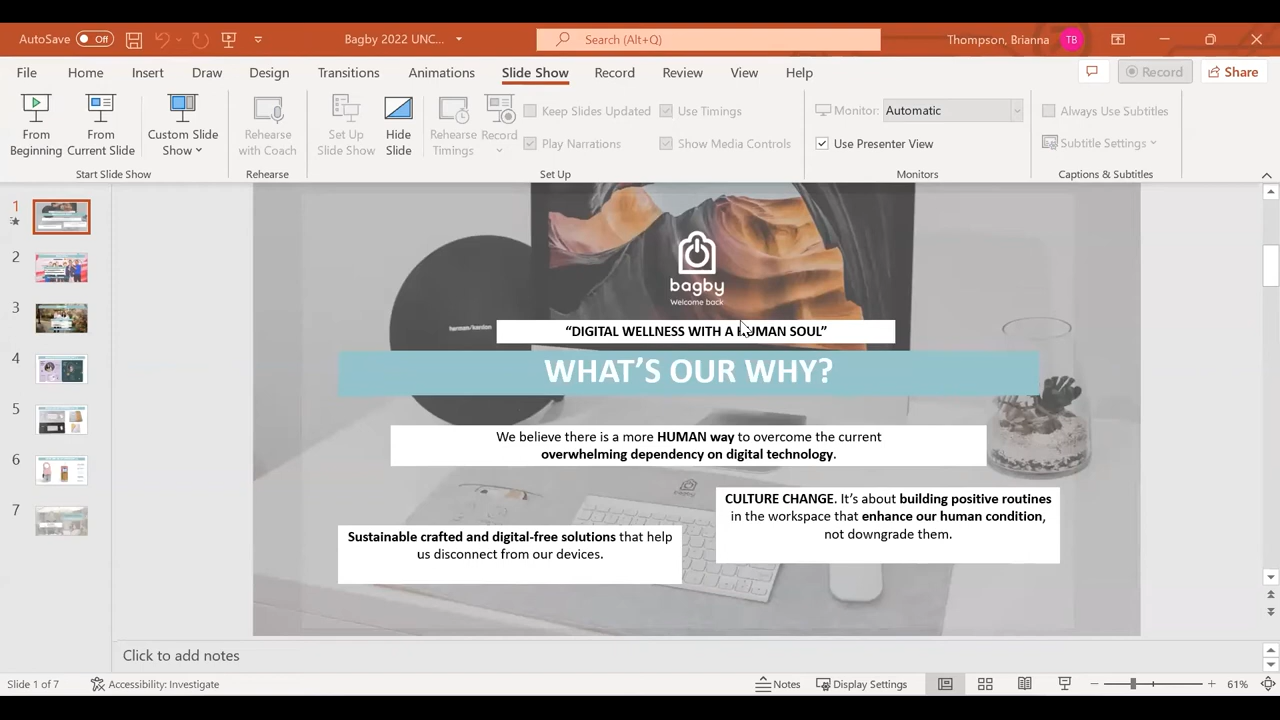 AutoSave Off Bagby 2022 UNC... Search (Alt+Q) Thompson, Brianna TB
File Home Insert Draw Design Transitions Animations Slide Show Record Review View Help Record Share
From Beginning
From Current Slide
Custom Slide Show
Rehearse with Coach
Set Up Slide Show
Hide Slide
Rehearse Timings
Record
Keep Slides Updated
Play Narrations
Use Timings
Show Media Controls
Monitor: Automatic
Use Presenter View
Always Use Subtitles
Subtitle Settings
Start Slide Show Rehearse Set Up Monitors Captions & Subtitles
1
2
3
4
5
6
7
bagby
Welcome back
harman/kardon
“DIGITAL WELLNESS WITH A HUMAN SOUL”
WHAT’S OUR WHY?
We believe there is a more HUMAN way to overcome the current
overwhelming dependency on digital technology.
bagby
CULTURE CHANGE. It’s about building positive routines
in the workspace that enhance our human condition,
not downgrade them.
Sustainable crafted and digital-free solutions that help
us disconnect from our devices.
Click to add notes
Slide 1 of 7 Accessibility: Investigate Notes Display Settings 61%